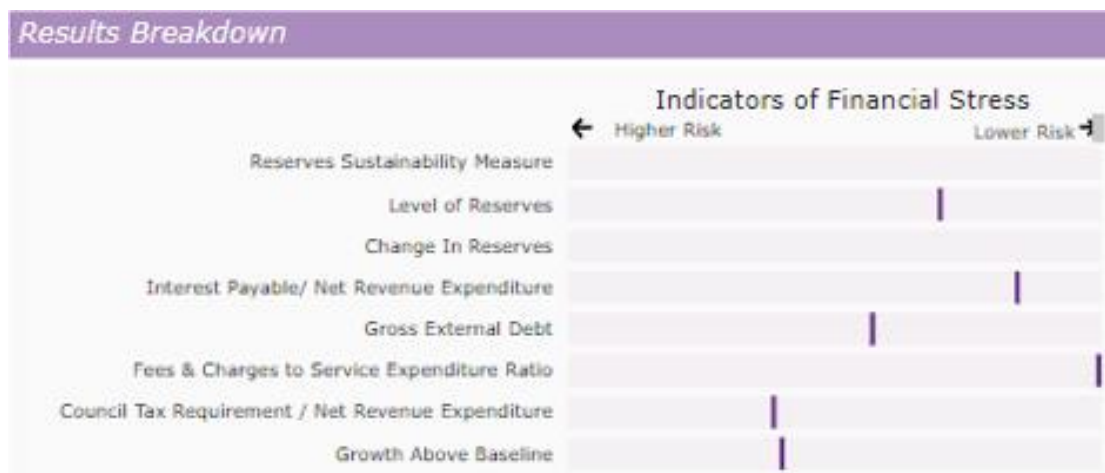 Results Breakdown
Indicators of Financial Stress
Higher Risk
Lower Risk
Reserves Sustainability Measure
Level of Reserves
Change In Reserves
Interest Payable/ Net Revenue Expenditure
Gross External Debt
Fees & Charges to Service Expenditure Ratio
Council Tax Requirement / Net Revenue Expenditure
Growth Above Baseline